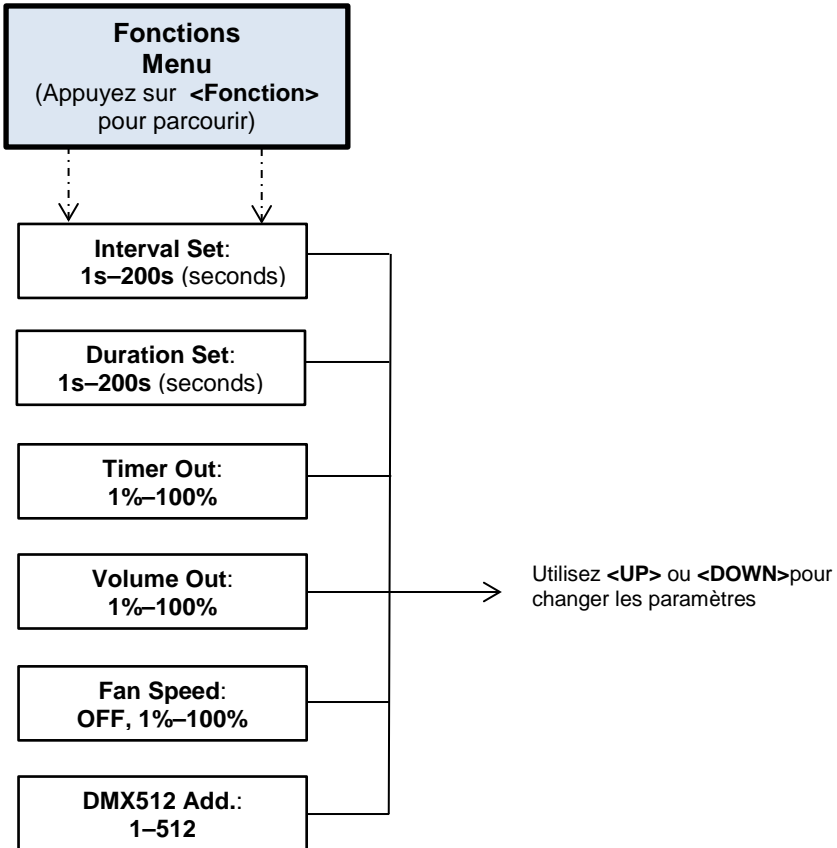 Fonctions
Menu
(Appuyez sur <Fonction>
pour parcourir)
Interval Set:
1s–200s (seconds)
Duration Set:
1s–200s (seconds)
Timer Out:
1%–100%
Volume Out:
1%–100%
Utilisez <UP> ou <DOWN>pour
changer les paramètres
Fan Speed:
OFF, 1%–100%
DMX512 Add.:
1–512